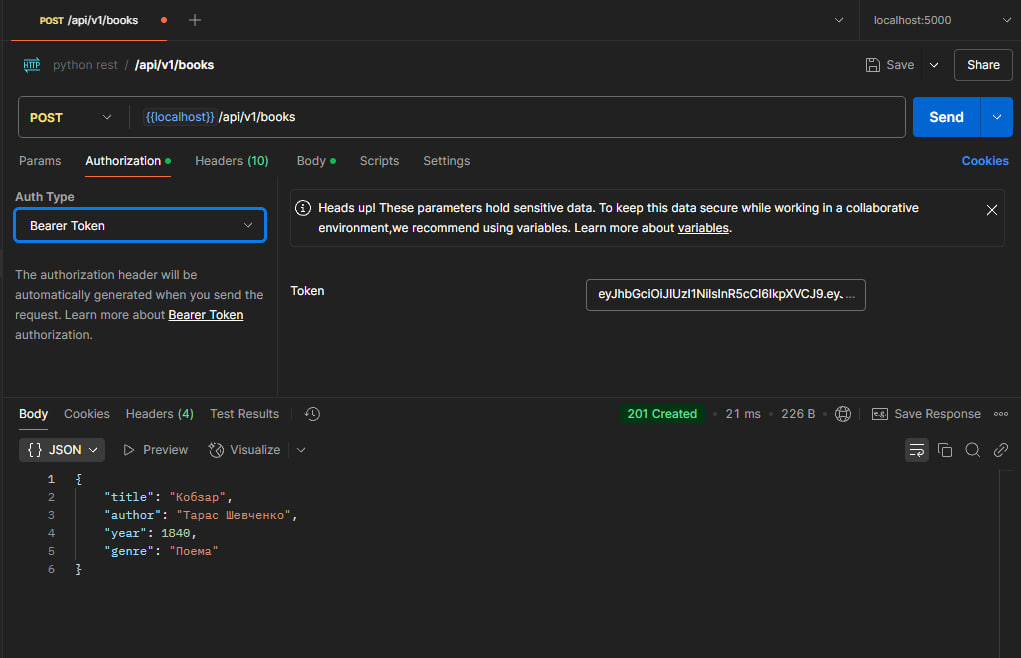 POST /api/v1/books
localhost:5000
HTTP python rest / /api/v1/books Save Share
POST {{localhost}} /api/v1/books Send
Params Authorization Headers (10) Body Scripts Settings Cookies
Auth Type
Bearer Token
The authorization header will be
automatically generated when you send the
request. Learn more about Bearer Token
authorization.
Heads up! These parameters hold sensitive data. To keep this data secure while working in a collaborative
environment,we recommend using variables. Learn more about variables.
Token eyJhbGciOiJIUzI1NiIsInR5cCI6IkpXVCJ9.ey. ...
Body Cookies Headers (4) Test Results 201 Created 21 ms 226 B e.g. Save Response
{} JSON Preview Visualize
1 {
2 "title": "Кобзар",
3 "author": "Тарас Шевченко",
4 "year": 1840,
5 "genre": "Поема"
6 }